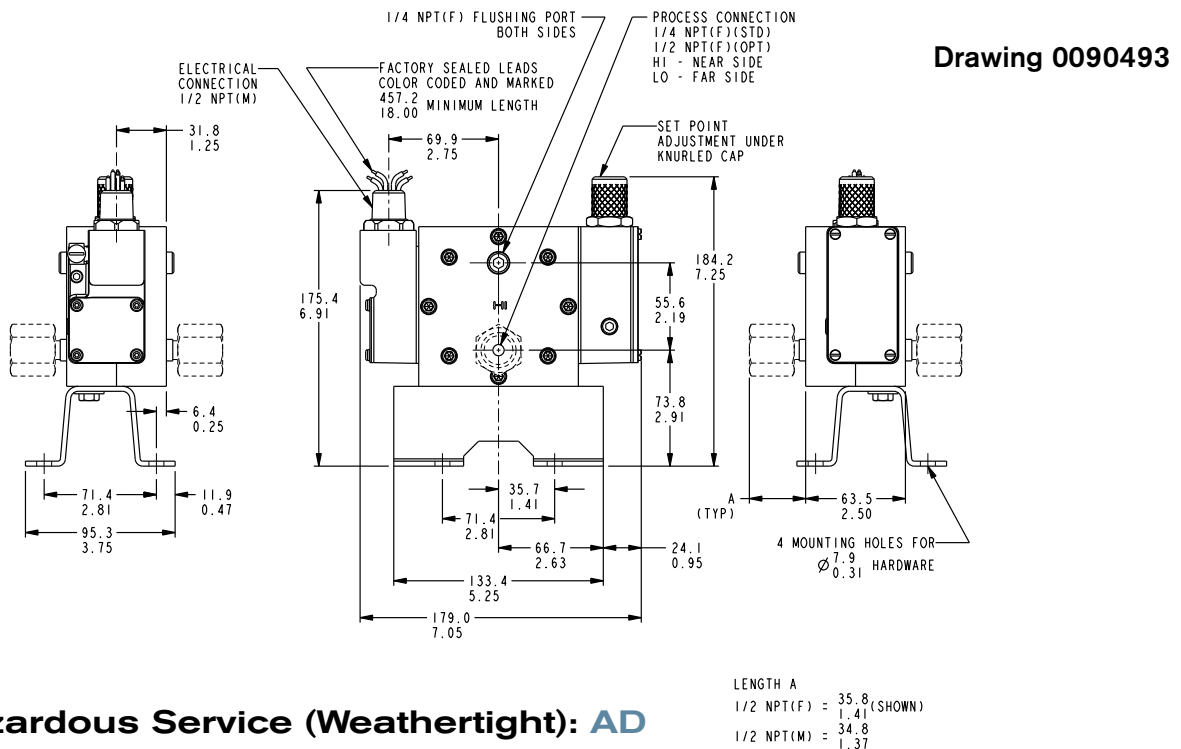 1/4 NPT(F) FLUSHING PORT
BOTH SIDES
PROCESS CONNECTION
1/4 NPT(F)(STD)
1/2 NPT(F)(OPT)
HI - NEAR SIDE
LO - FAR SIDE
Drawing 0090493
ELECTRICAL
CONNECTION
1/2 NPT(M)
FACTORY SEALED LEADS
COLOR CODED AND MARKED
457.2
18.00 MINIMUM LENGTH
SET POINT
ADJUSTMENT UNDER
KNURLED CAP
31.8
1.25
69.9
2.75
184.2
7.25
175.4
6.91
55.6
2.19
HI
73.8
2.91
6.4
0.25
71.4
2.81
11.9
0.47
95.3
3.75
35.7
1.41
71.4
2.81
66.7
2.63
24.1
0.95
133.4
5.25
179.0
7.05
A
(TYP)
63.5
2.50
4 MOUNTING HOLES FOR
Ø 7.9
0.31 HARDWARE
LENGTH A
1/2 NPT(F) = 35.8 (SHOWN)
1.41
1/2 NPT(M) = 34.8
1.37
zardous Service (Weathertight): AD